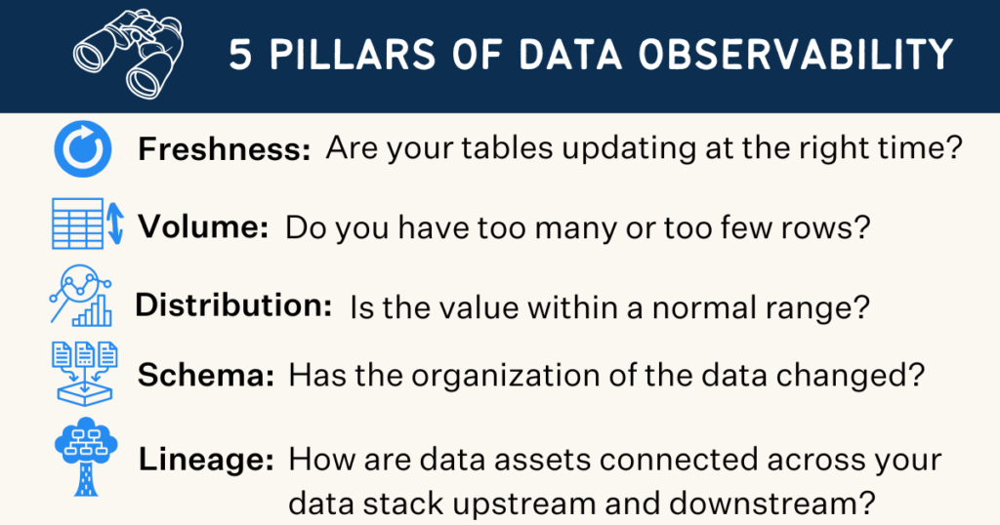 5 PILLARS OF DATA OBSERVABILITY
Freshness: Are your tables updating at the right time?
Volume: Do you have too many or too few rows?
Distribution: Is the value within a normal range?
Schema: Has the organization of the data changed?
Lineage: How are data assets connected across your
data stack upstream and downstream?